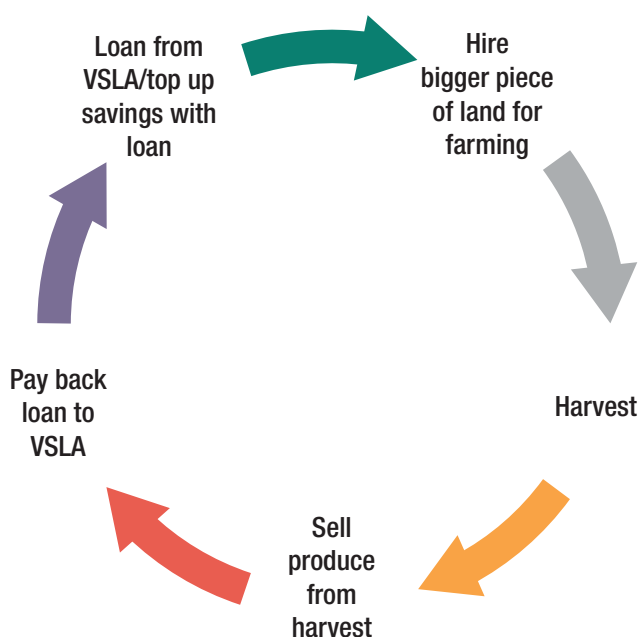 Loan from
VSLA/top up
savings with
loan
Hire
bigger piece
of land for
farming
Harvest
Sell
produce
from
harvest
Pay back
loan to
VSLA